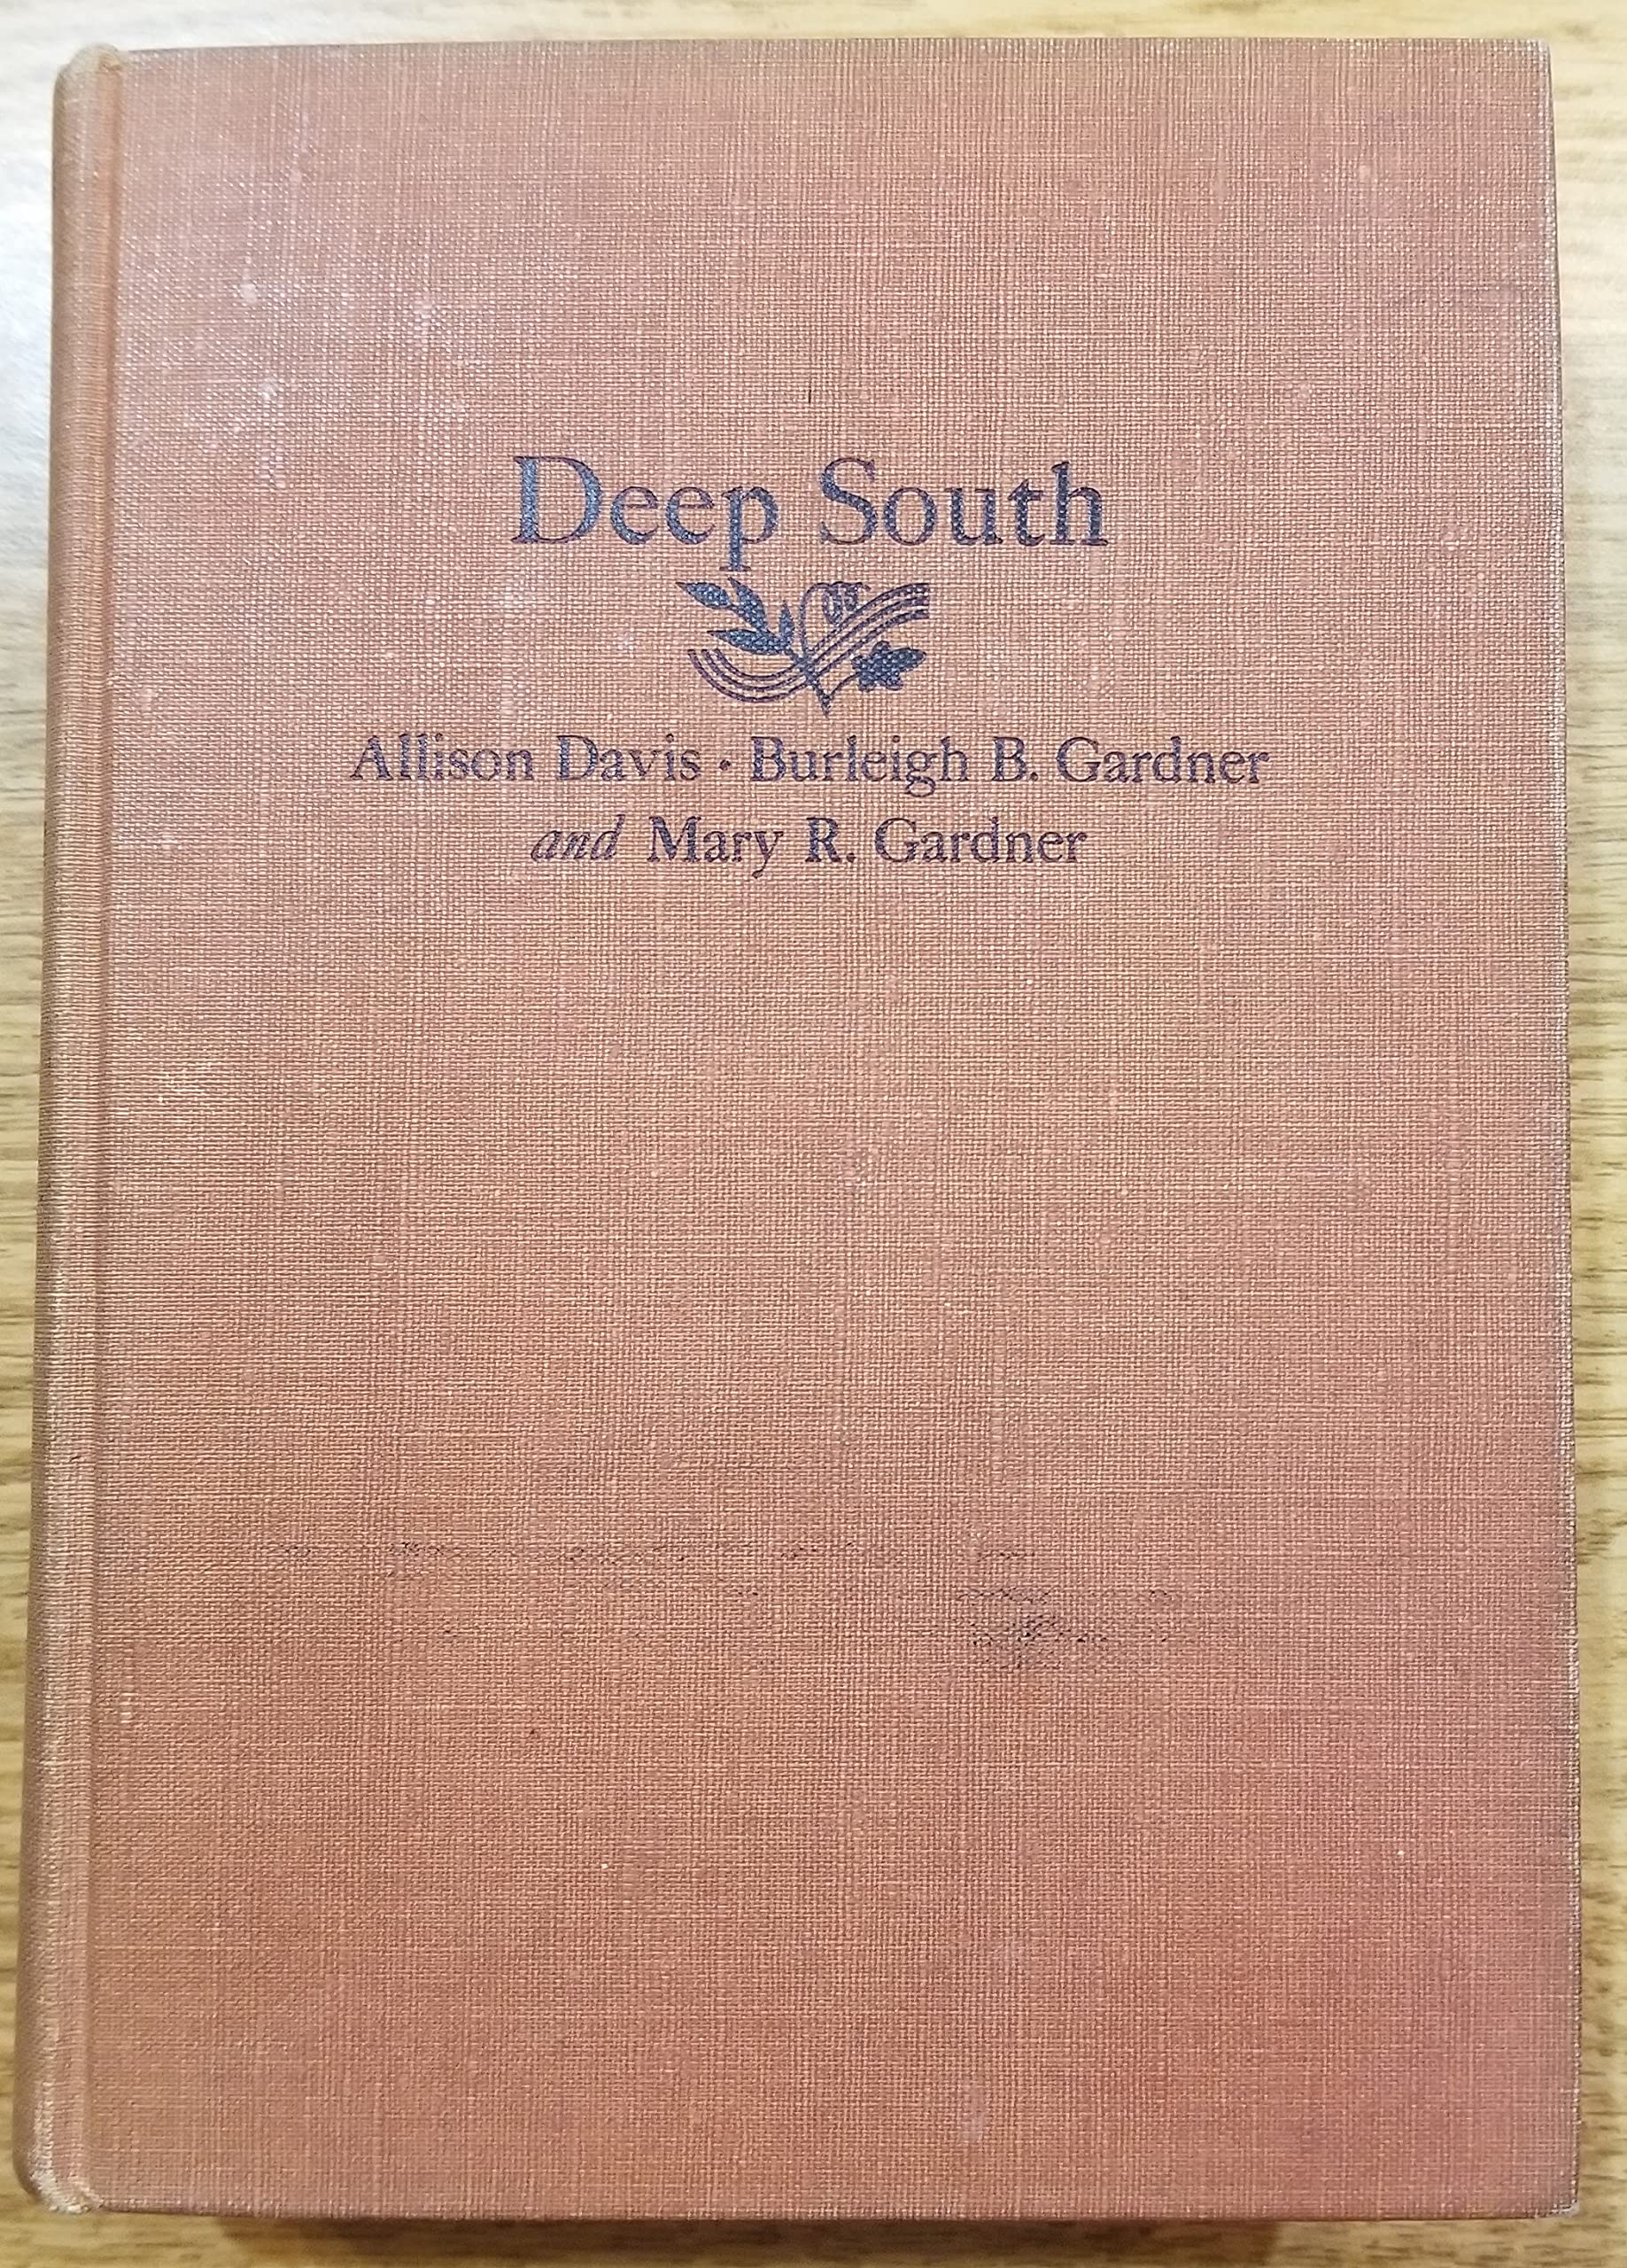 Deep South
Allison Davis · Burleigh B. Gardner
and Mary R. Gardner